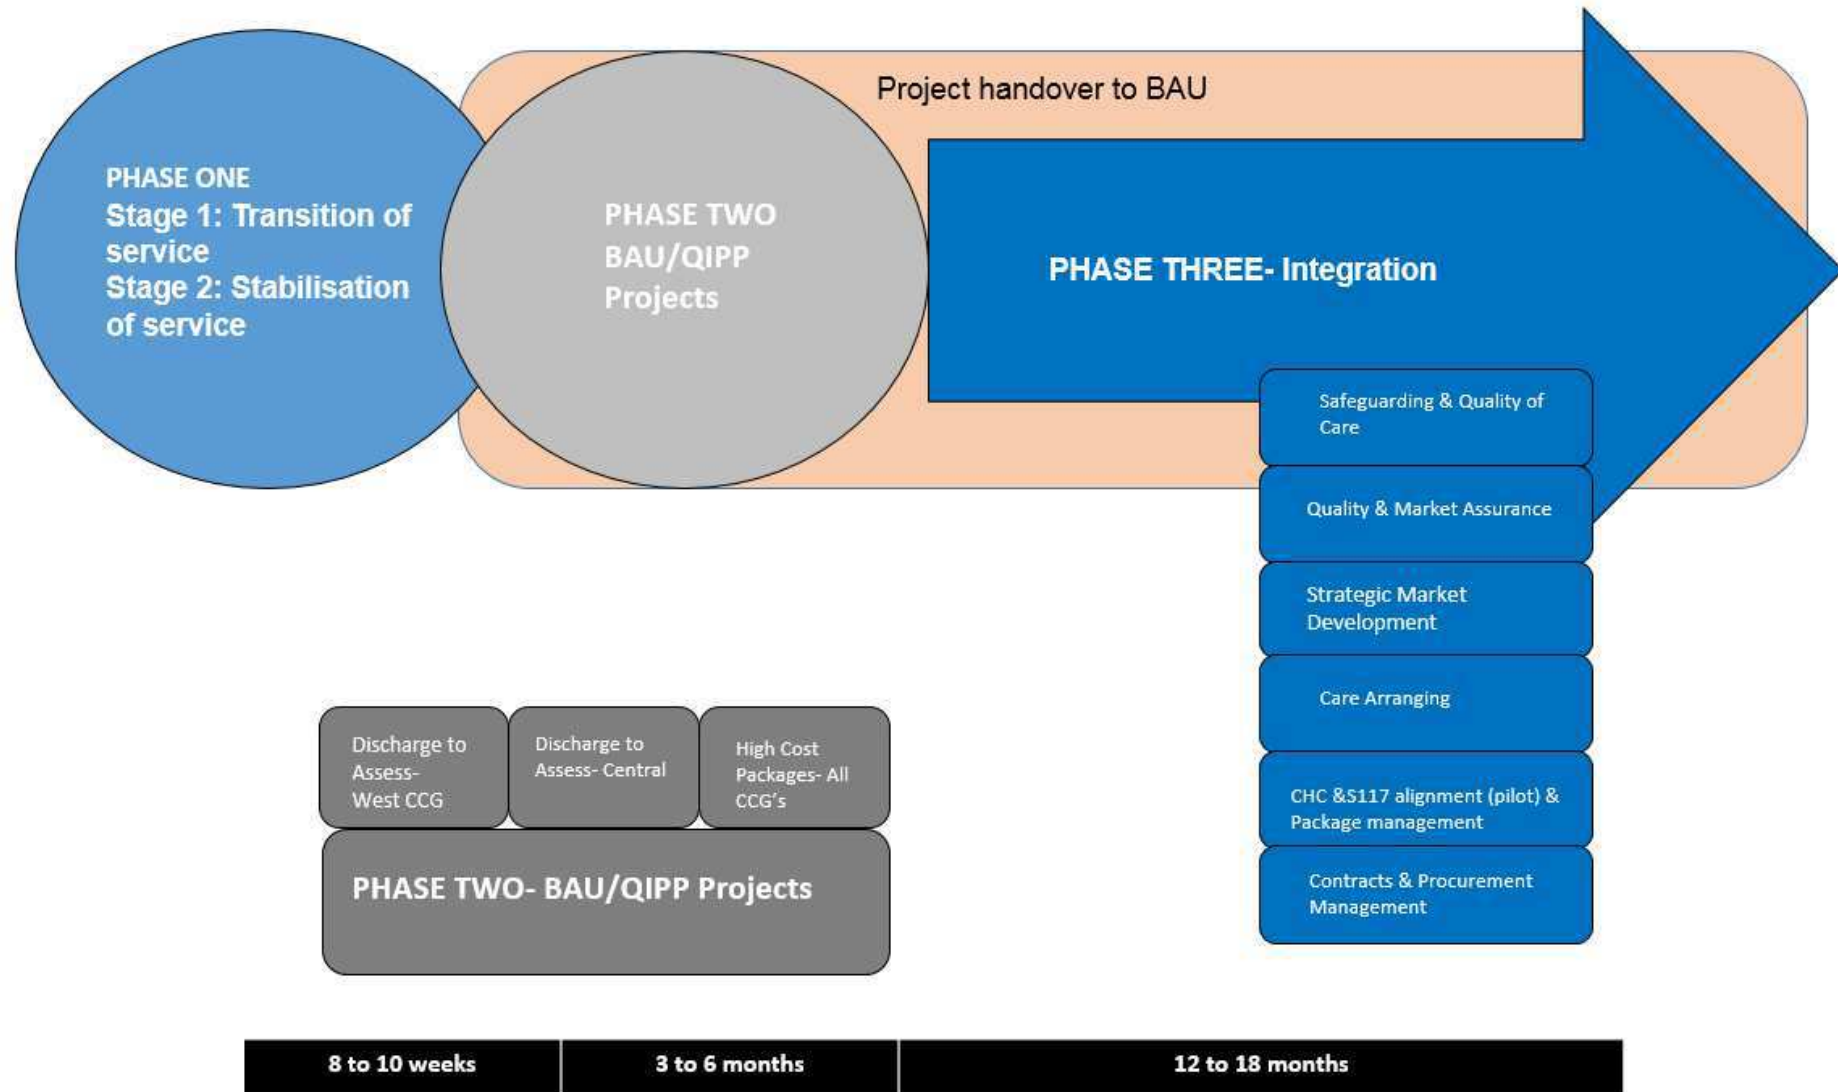 Project handover to BAU
PHASE ONE
Stage 1: Transition of
service
Stage 2: Stabilisation
of service
PHASE TWO
BAU/QIPP
Projects
PHASE THREE- Integration
Safeguarding & Quality of
Care
Quality & Market Assurance
Strategic Market
Development
Care Arranging
CHC &S117 alignment (pilot) &
Package management
Contracts & Procurement
Management
Discharge to
Assess-
West CCG
Discharge to
Assess- Central
High Cost
Packages- All
CCG's
PHASE TWO- BAU/QIPP Projects
8 to 10 weeks
3 to 6 months
12 to 18 months